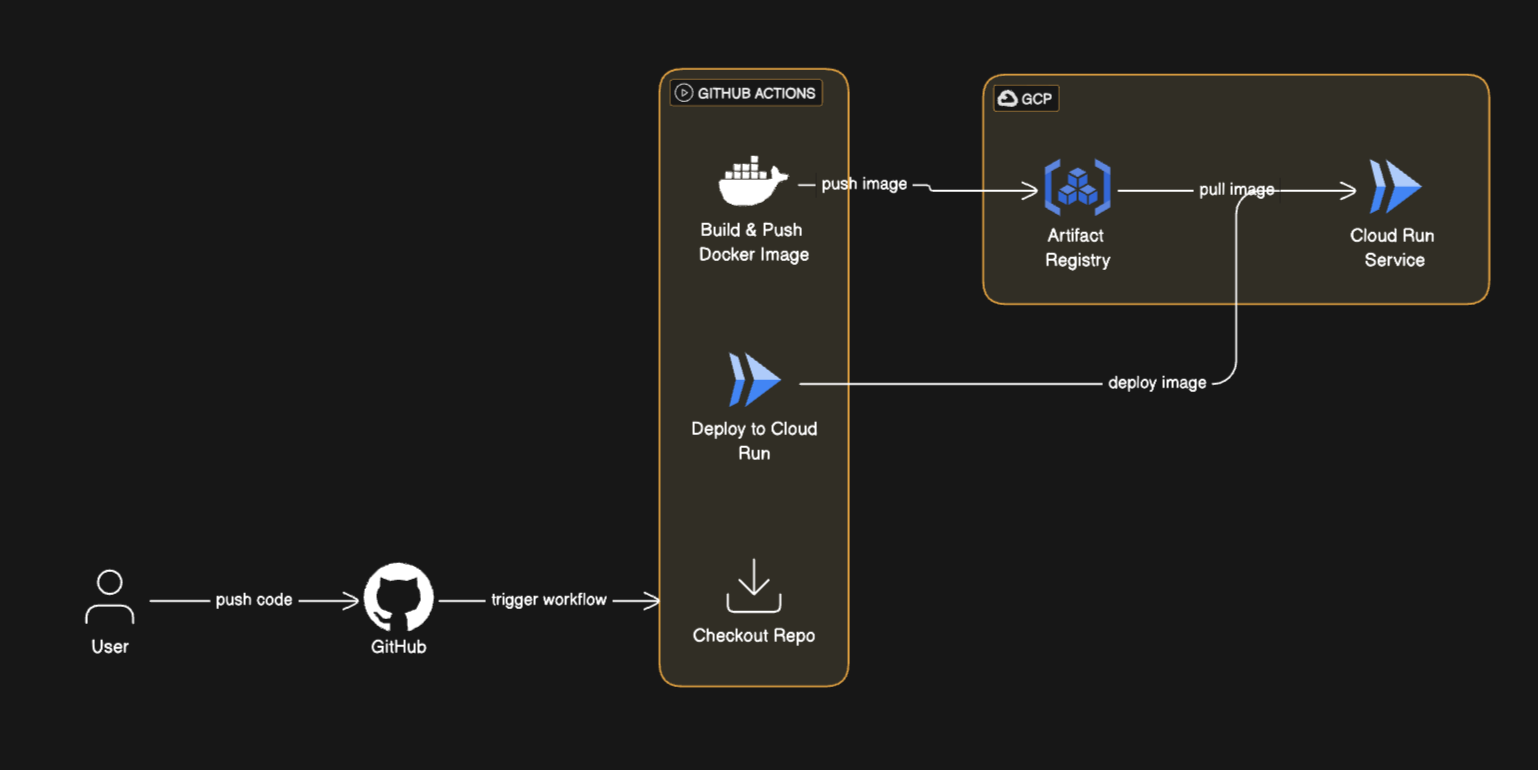 GITHUB ACTIONS
GCP
push image
pull image
Build & Push
Docker Image
Artifact
Registry
Cloud Run
Service
deploy image
Deploy to Cloud
Run
push code
trigger workflow
User
GitHub
Checkout Repo